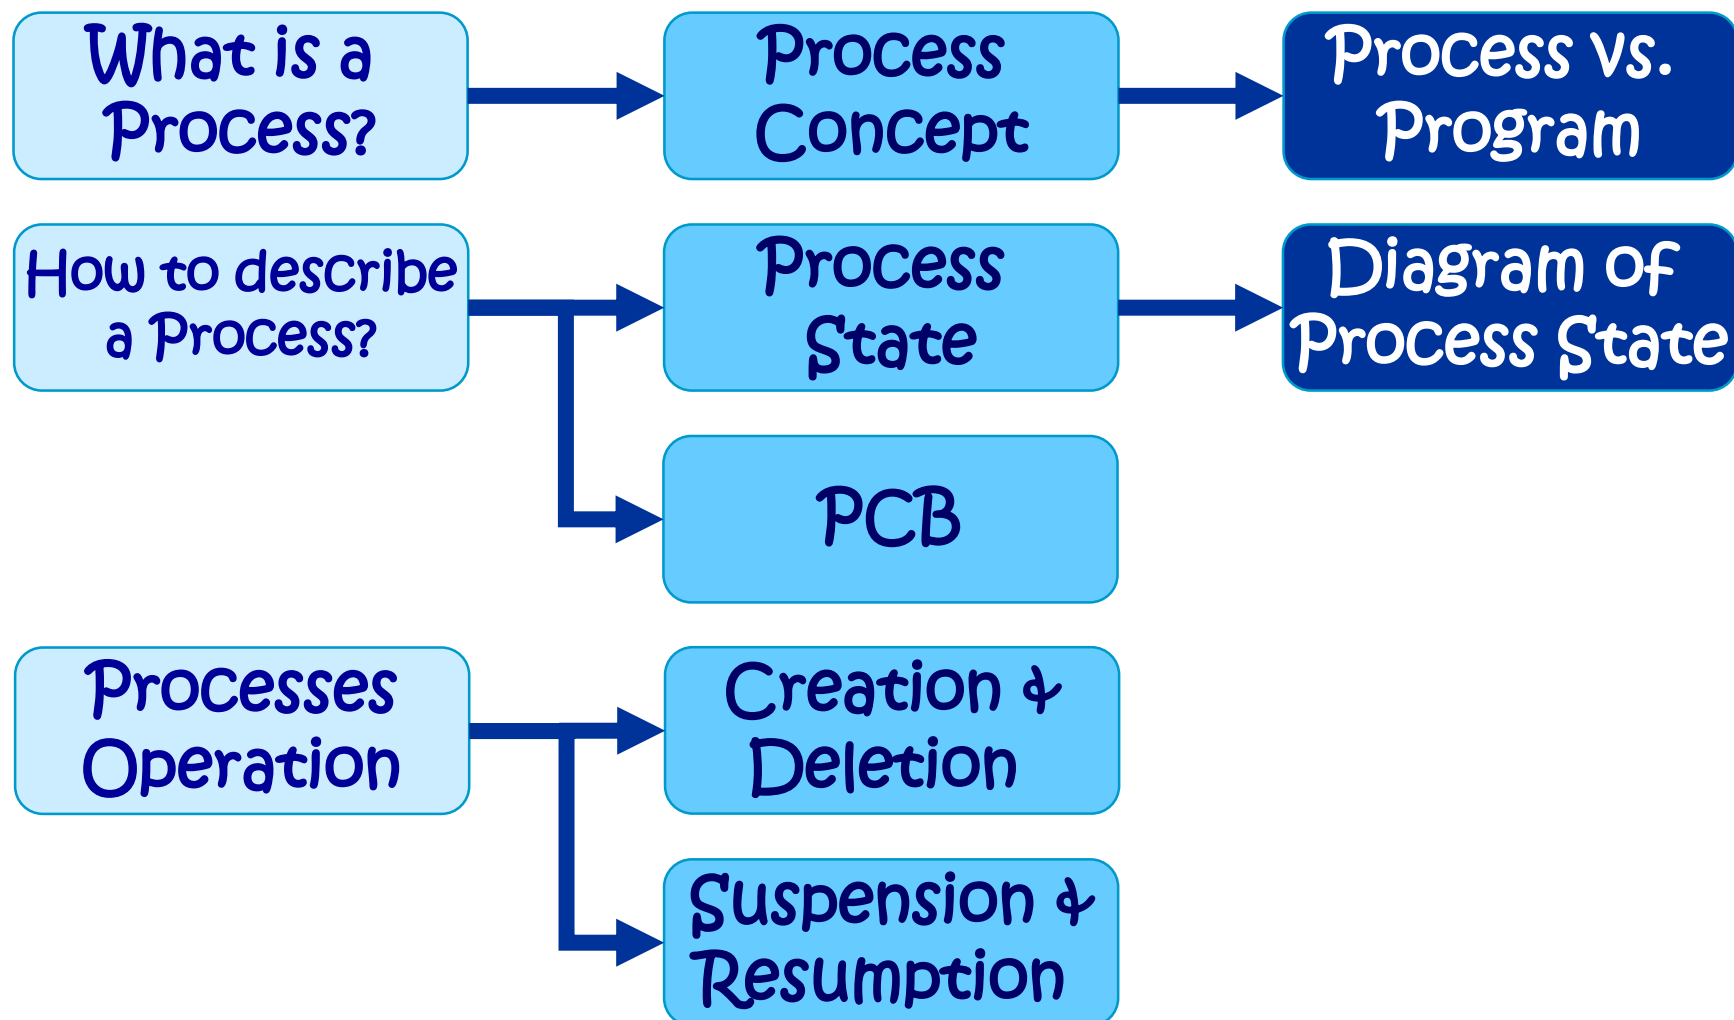 What is a
Process?
Process
Concept
Process vs.
Program
How to describe
a Process?
Process
State
Diagram of
Process State
PCB
Processes
Operation
Creation &
Deletion
Suspension &
Resumption